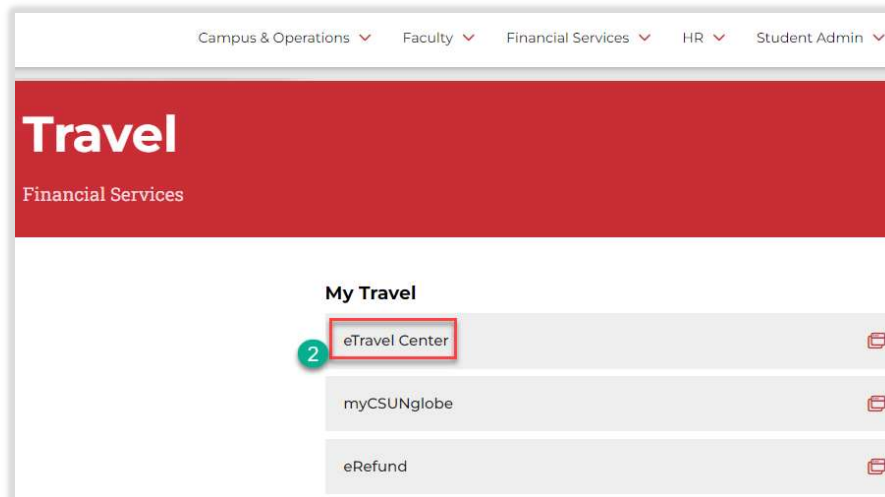 Campus & Operations Faculty Financial Services HR Student Admin
Travel
Financial Services
My Travel
eTravel Center
2
myCSUNglobe
eRefund